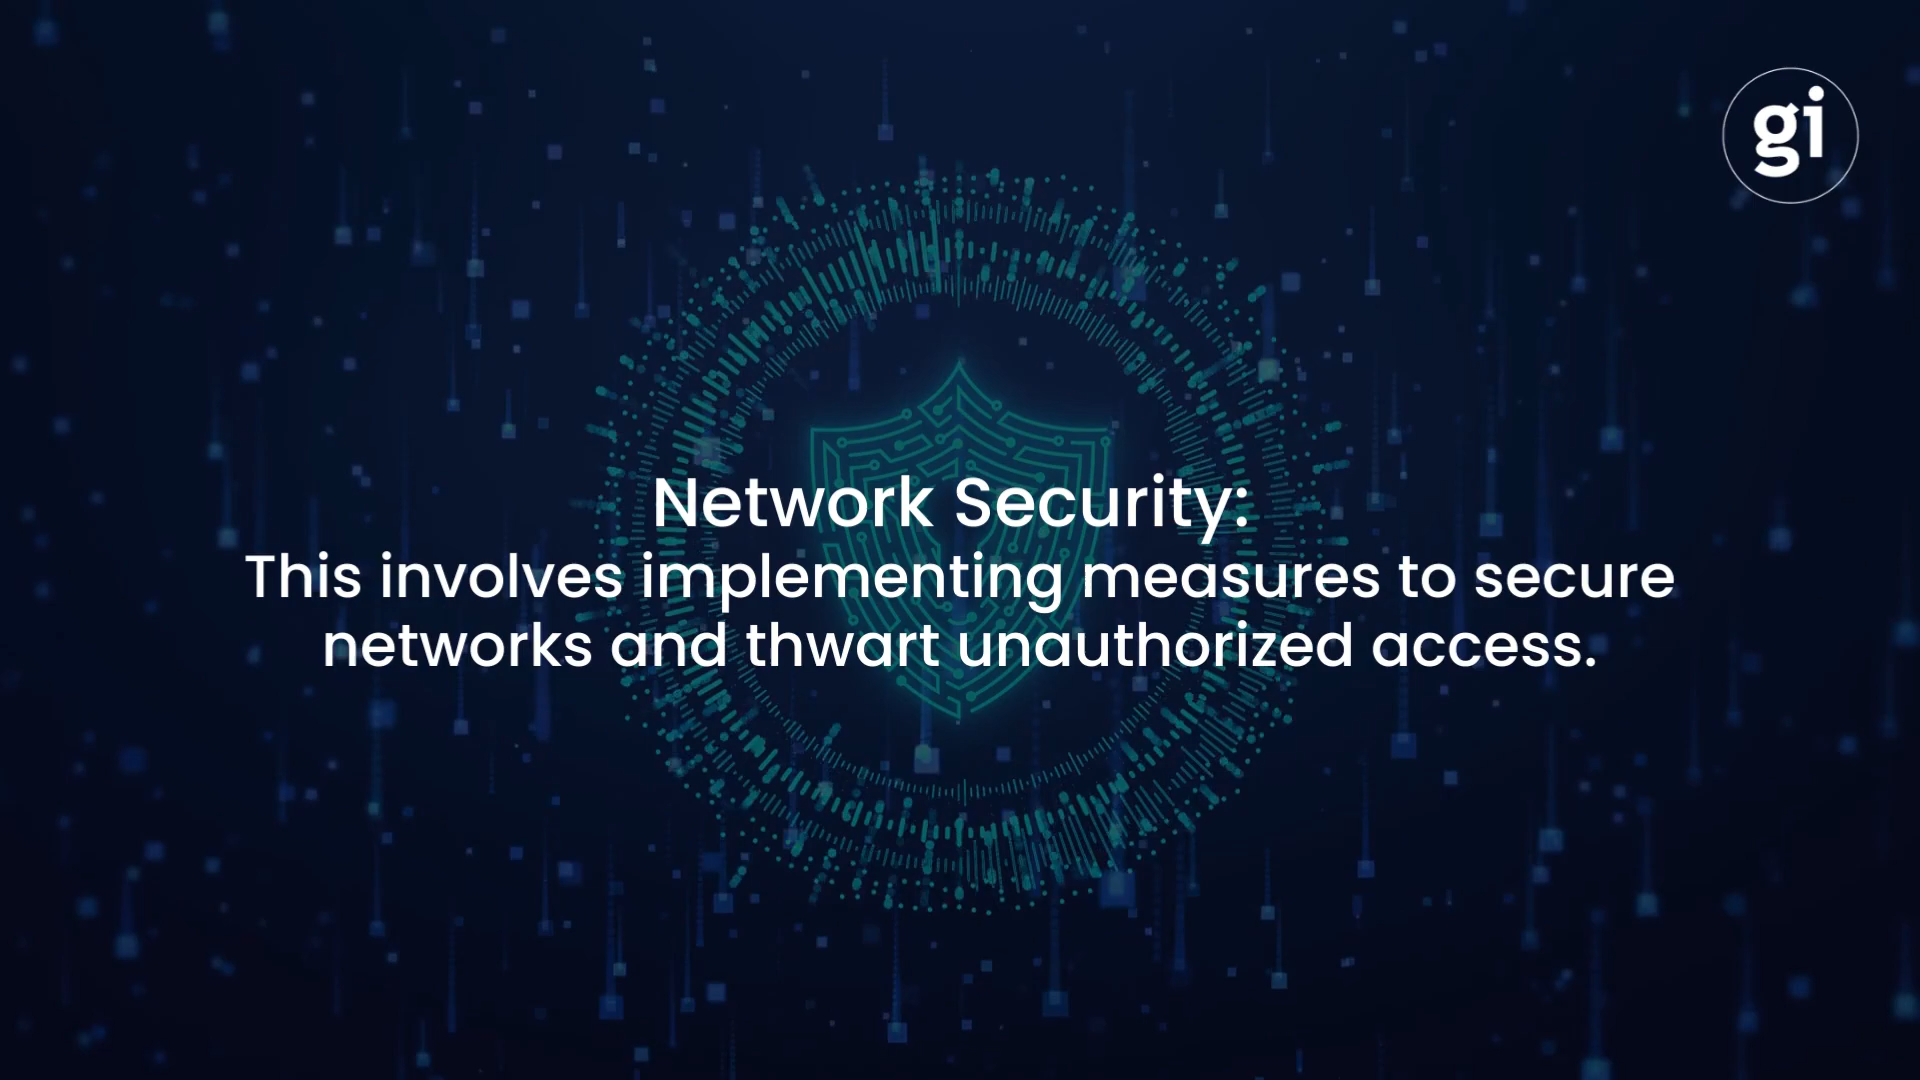 gi
Network Security:
This involves implementing measures to secure
networks and thwart unauthorized access.